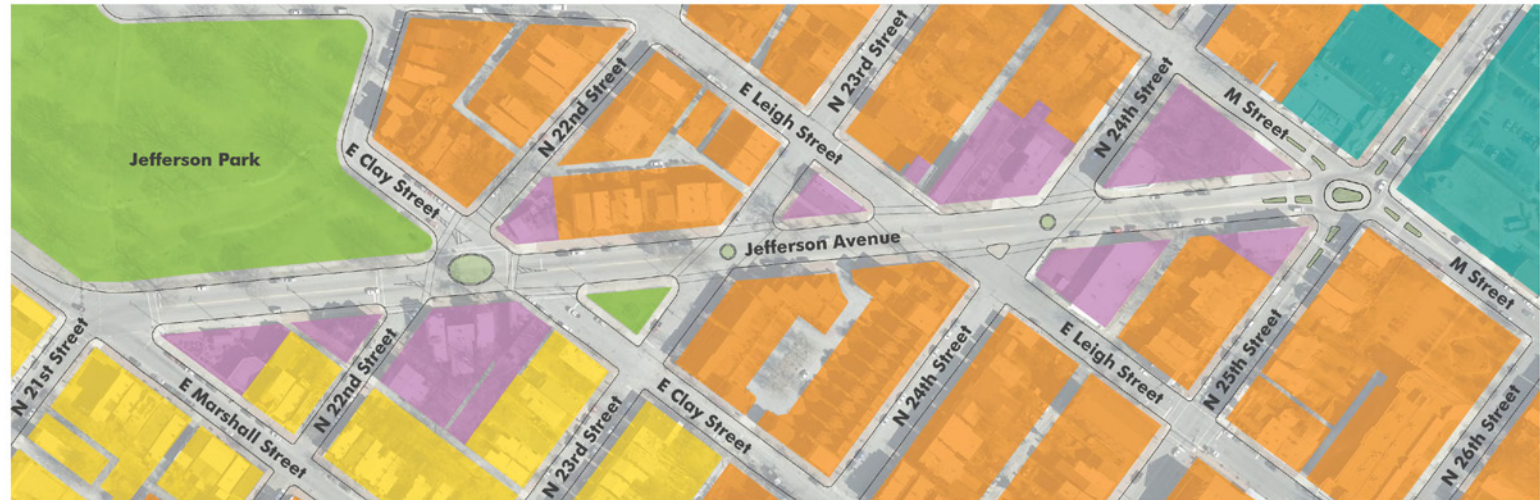 N 23rd Street
E Leigh Street
N 22nd Street
N 24th Street
M Street
Jefferson Park
E Clay Street
Jefferson Avenue
M Street
N 21st Street
E Marshall Street
N 22nd Street
N 23rd Street
E Clay Street
N 24th Street
E Leigh Street
N 25th Street
N 26th Street